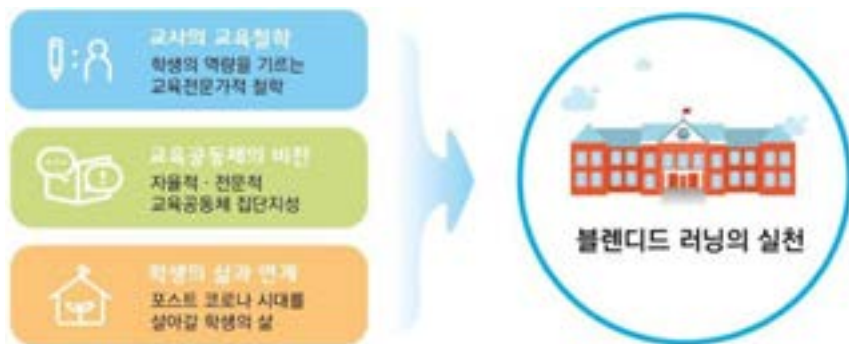 교사의 교육철학
학생의 역량을 기르는
교육전문가적 철학
교육공동체의 비전
자율적 · 전문적
교육공동체 집단지성
학생의 삶과 연계
포스트 코로나 시대를
살아갈 학생의 삶
블렌디드 러닝의 실천